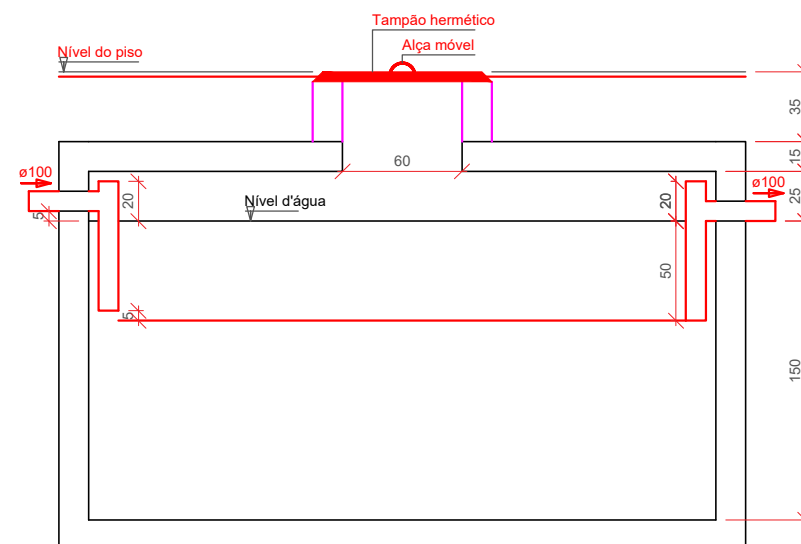 Tampão hermético
Alça móvel
Nível do piso
35
15
60
ø100
ø100
20
20
25
5
Nível d'água
50
5
150